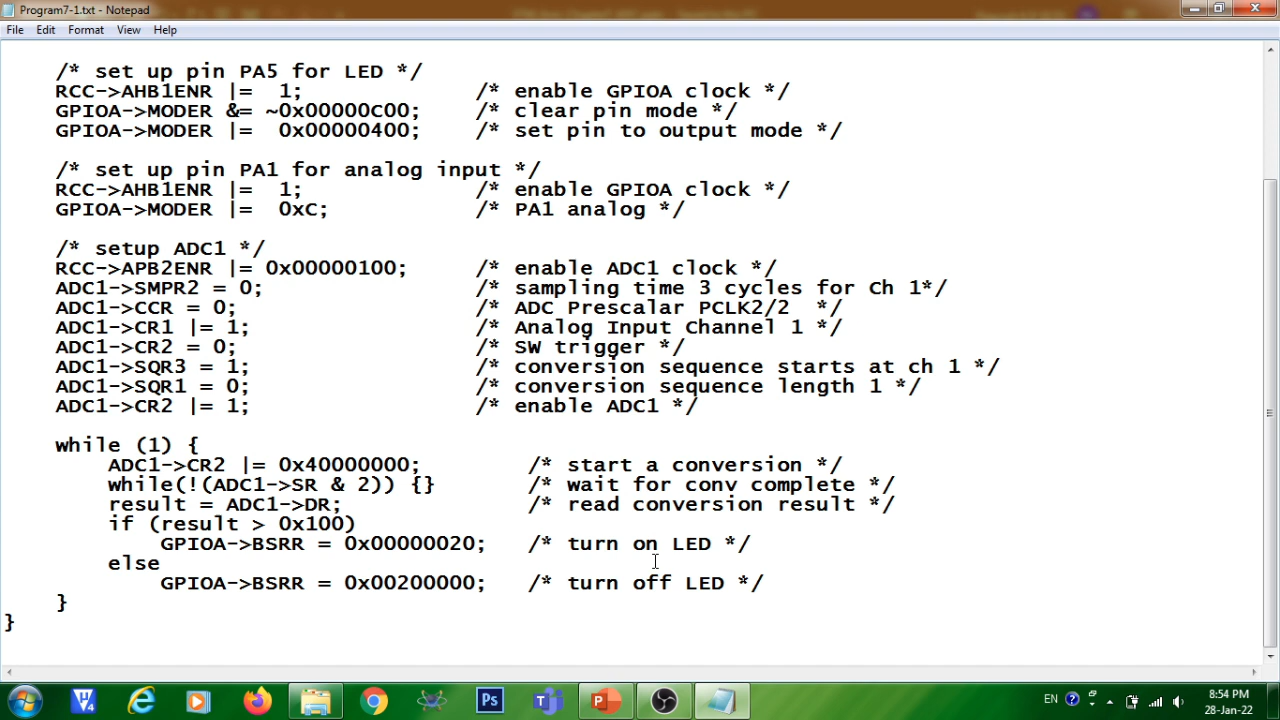 Program7-1.txt - Notepad
File Edit Format View Help
/* set up pin PA5 for LED */
RCC->AHB1ENR |=  1;             /* enable GPIOA clock */
GPIOA->MODER &= ~0x00000C00;    /* clear pin mode */
GPIOA->MODER |=  0x00000400;    /* set pin to output mode */
/* set up pin PA1 for analog input */
RCC->AHB1ENR |=  1;             /* enable GPIOA clock */
GPIOA->MODER |=  0xC;           /* PA1 analog */
/* setup ADC1 */
RCC->APB2ENR |= 0x00000100;     /* enable ADC1 clock */
ADC1->SMPR2 = 0;                /* sampling time 3 cycles for Ch 1*/
ADC1->CCR = 0;                  /* ADC Prescalar PCLK2/2  */
ADC1->CR1 |= 1;                 /* Analog Input Channel 1 */
ADC1->CR2 = 0;                  /* SW trigger */
ADC1->SQR3 = 1;                 /* conversion sequence starts at ch 1 */
ADC1->SQR1 = 0;                 /* conversion sequence length 1 */
ADC1->CR2 |= 1;                 /* enable ADC1 */
while (1) {
ADC1->CR2 |= 0x40000000;        /* start a conversion */
while(!(ADC1->SR & 2)) {}       /* wait for conv complete */
result = ADC1->DR;              /* read conversion result */
if (result > 0x100)
GPIOA->BSRR = 0x00000020;   /* turn on LED */
else
GPIOA->BSRR = 0x00200000;   /* turn off LED */
}
}
EN 8:54 PM
28-Jan-22